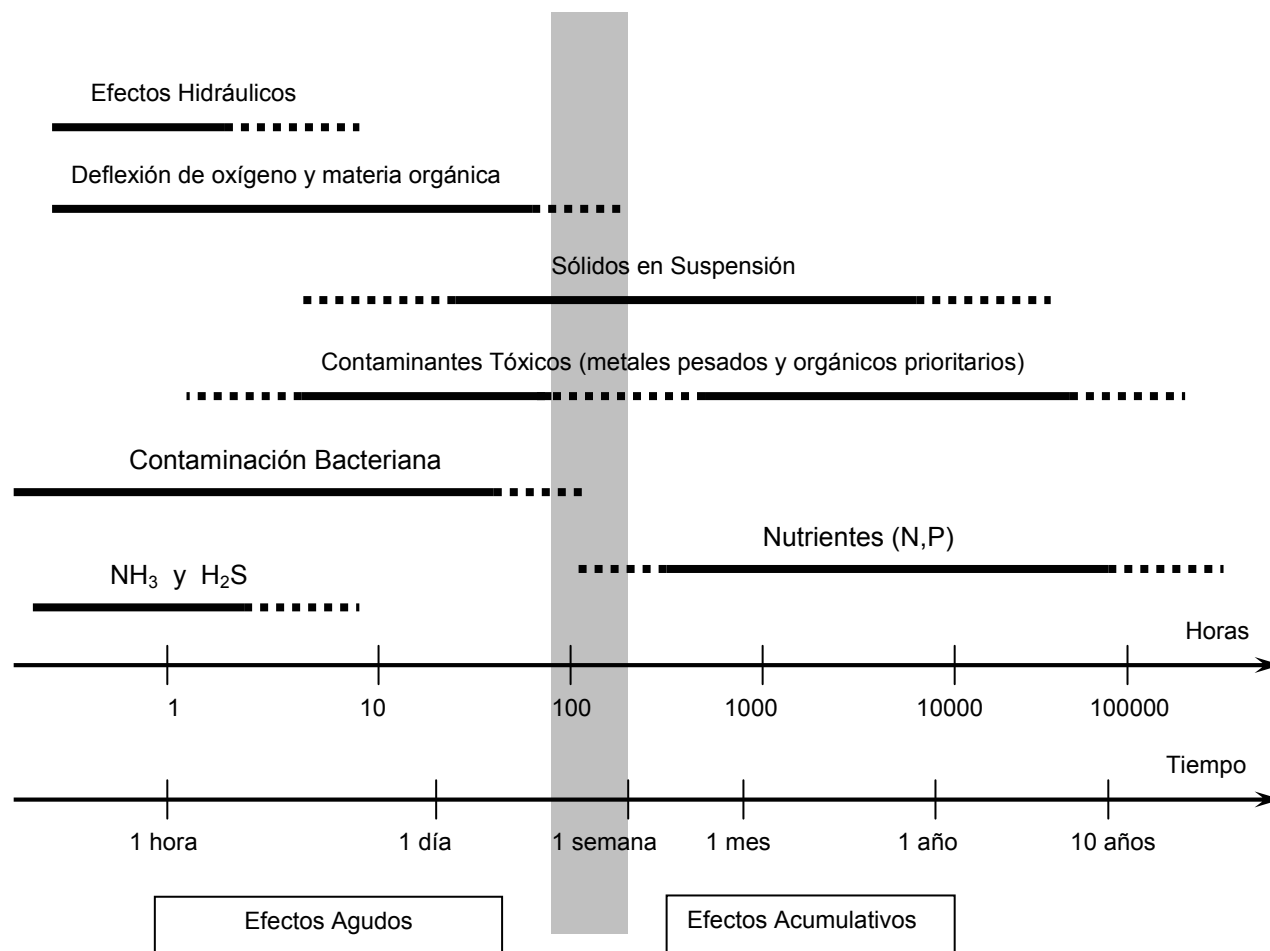 Efectos Hidráulicos
Deflexión de oxígeno y materia orgánica
Sólidos en Suspensión
Contaminantes Tóxicos (metales pesados y orgánicos prioritarios)
Contaminación Bacteriana
Nutrientes (N,P)
NH₃ y H₂S
Horas
1 10 100 1000 10000 100000
Tiempo
1 hora 1 día 1 semana 1 mes 1 año 10 años
Efectos Agudos Efectos Acumulativos